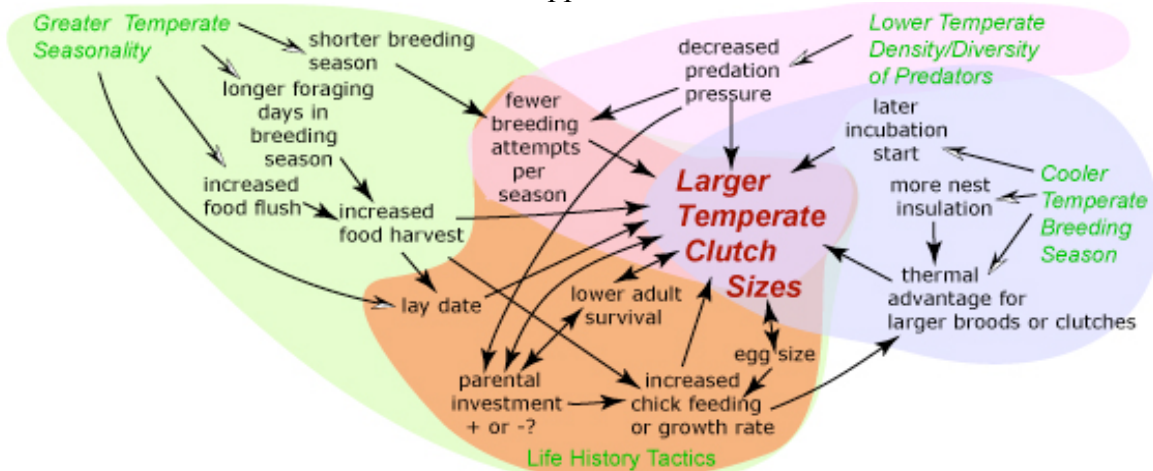 Greater Temperate
Seasonality
shorter breeding
season
longer foraging
days in
breeding
season
increased
food flush
increased
food harvest
lay date
fewer
breeding
attempts
per
season
decreased
predation
pressure
Lower Temperate
Density/Diversity
of Predators
later
incubation
start
more nest
insulation
Cooler
Temperate
Breeding
Season
thermal
advantage for
larger broods or clutches
Larger
Temperate
Clutch
Sizes
lower adult
survival
egg size
parental
investment
+ or -?
increased
chick feeding
or growth rate
Life History Tactics